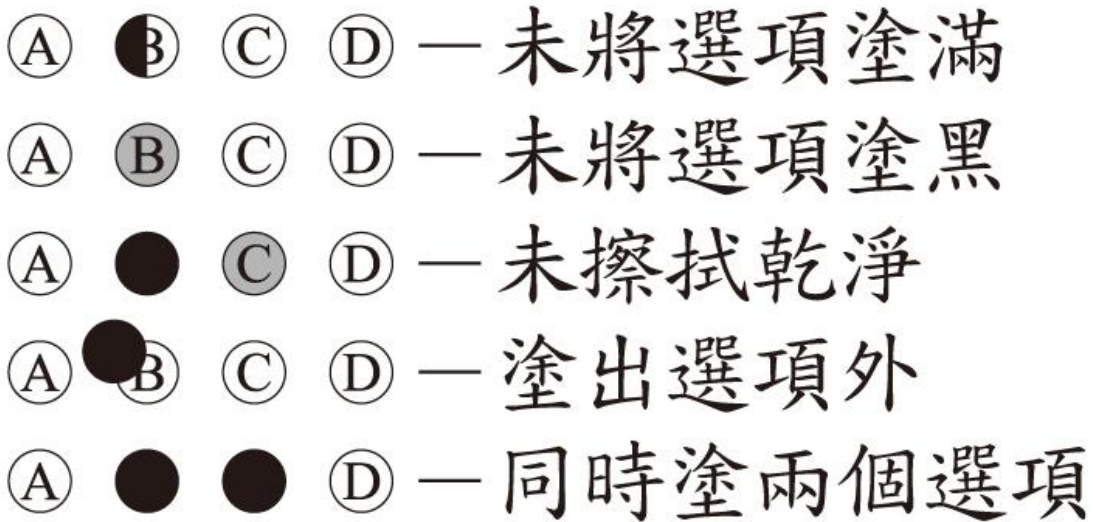 Ⓐ Ⓑ Ⓒ Ⓓ — 未將選項塗滿
Ⓐ Ⓑ Ⓒ Ⓓ — 未將選項塗黑
Ⓐ ● Ⓒ Ⓓ — 未擦拭乾淨
Ⓐ Ⓑ Ⓒ Ⓓ — 塗出選項外
Ⓐ ● ● Ⓓ — 同時塗兩個選項